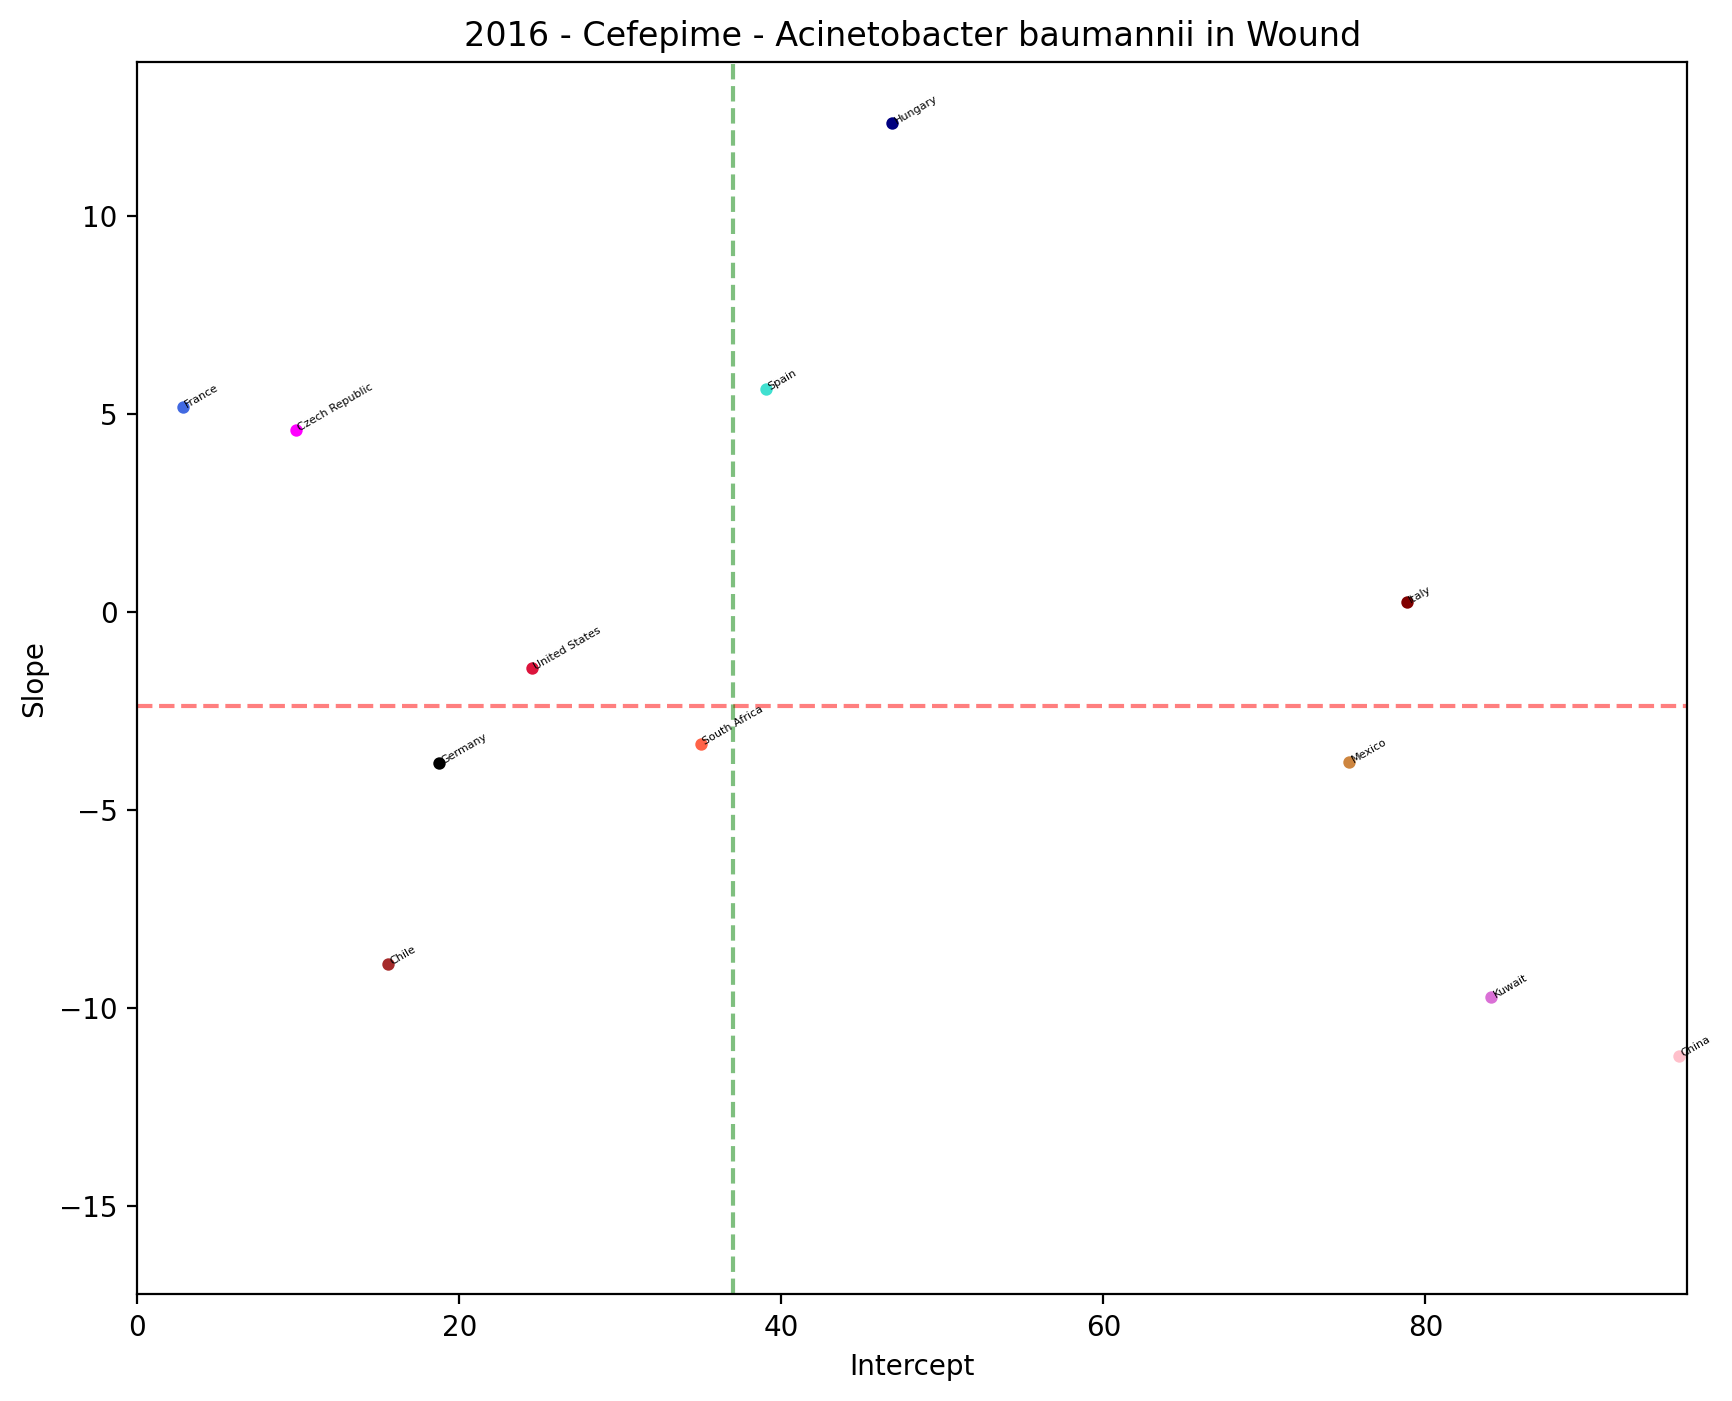 2016 - Cefepime - Acinetobacter baumannii in Wound
Hungary
10
Spain
France
Czech Republic
5
Italy
0
United States
Slope
South Africa
Germany
Mexico
−5
Chile
Kuwait
−10
China
−15
0 20 40 60 80
Intercept